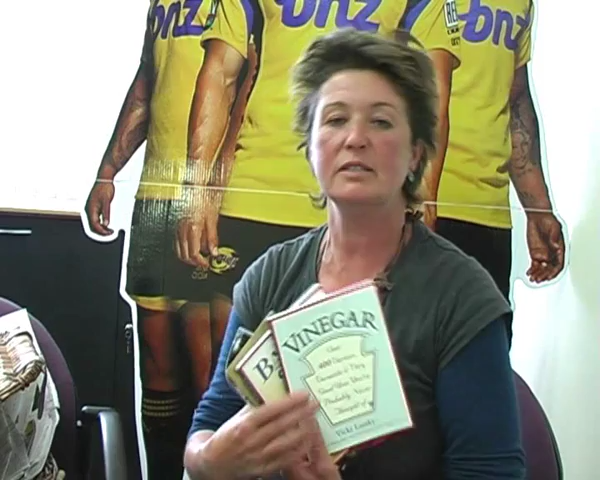 bnz
bnz
bnz
VINEGAR
Over
400 Various,
Versatile & Very
Good Uses You've
Probably Never
Thought of
Vicki Lansky
BA